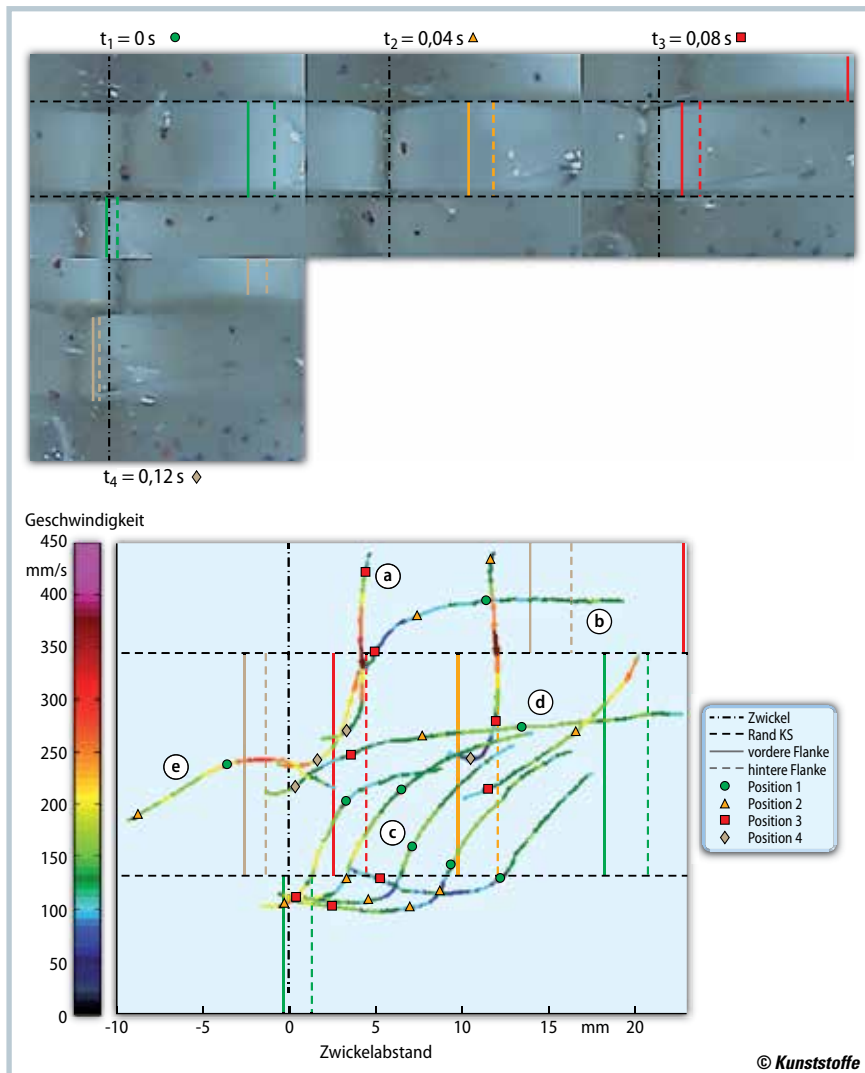 t1 = 0 s
t2 = 0,04 s
t3 = 0,08 s
t4 = 0,12 s
Geschwindigkeit
450
mm/s
400
350
300
250
200
150
100
50
0
a
b
d
e
c
-10
-5
0
5
10
15
mm
20
Zwickelabstand
Zwickel
Rand KS
vordere Flanke
hintere Flanke
Position 1
Position 2
Position 3
Position 4
© Kunststoffe